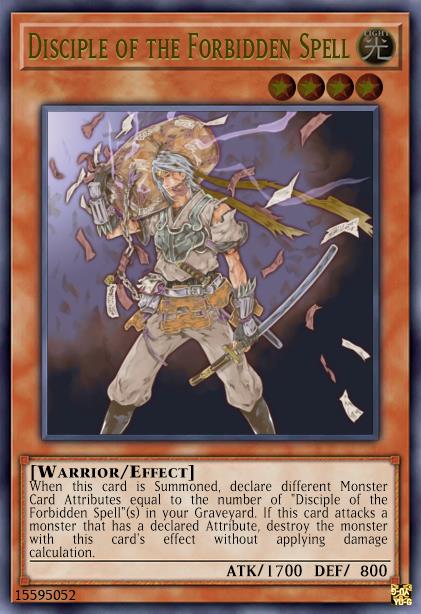 Disciple of the Forbidden Spell
LIGHT
光
[Warrior/Effect]
When this card is Summoned, declare different Monster
Card Attributes equal to the number of "Disciple of the
Forbidden Spell"(s) in your Graveyard. If this card attacks a
monster that has a declared Attribute, destroy the monster
with this card's effect without applying damage
calculation.
ATK/1700 DEF/ 800
15595052